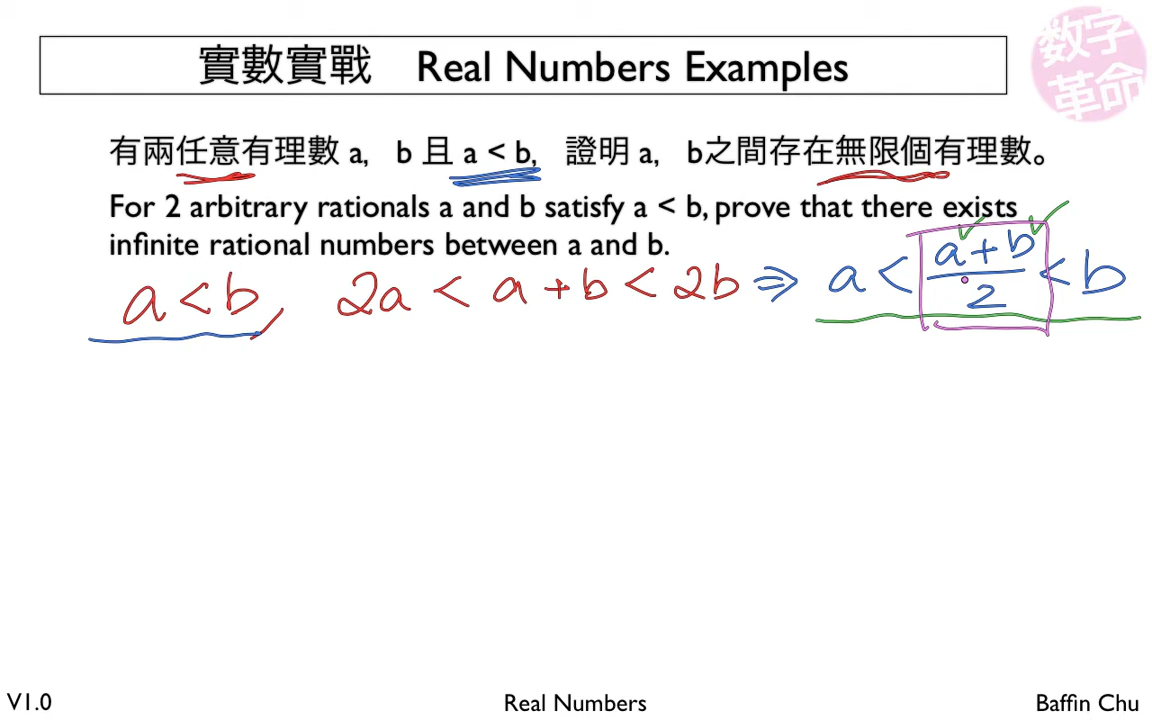 實數實戰 Real Numbers Examples
数字
革命
有兩任意有理數 a, b 且 a < b, 證明 a, b之間存在無限個有理數。
For 2 arbitrary rationals a and b satisfy a < b, prove that there exists
infinite rational numbers between a and b.
a < b, 2a < a + b < 2b ⇒ a < (a+b)/2 < b
V1.0 Real Numbers Baffin Chu